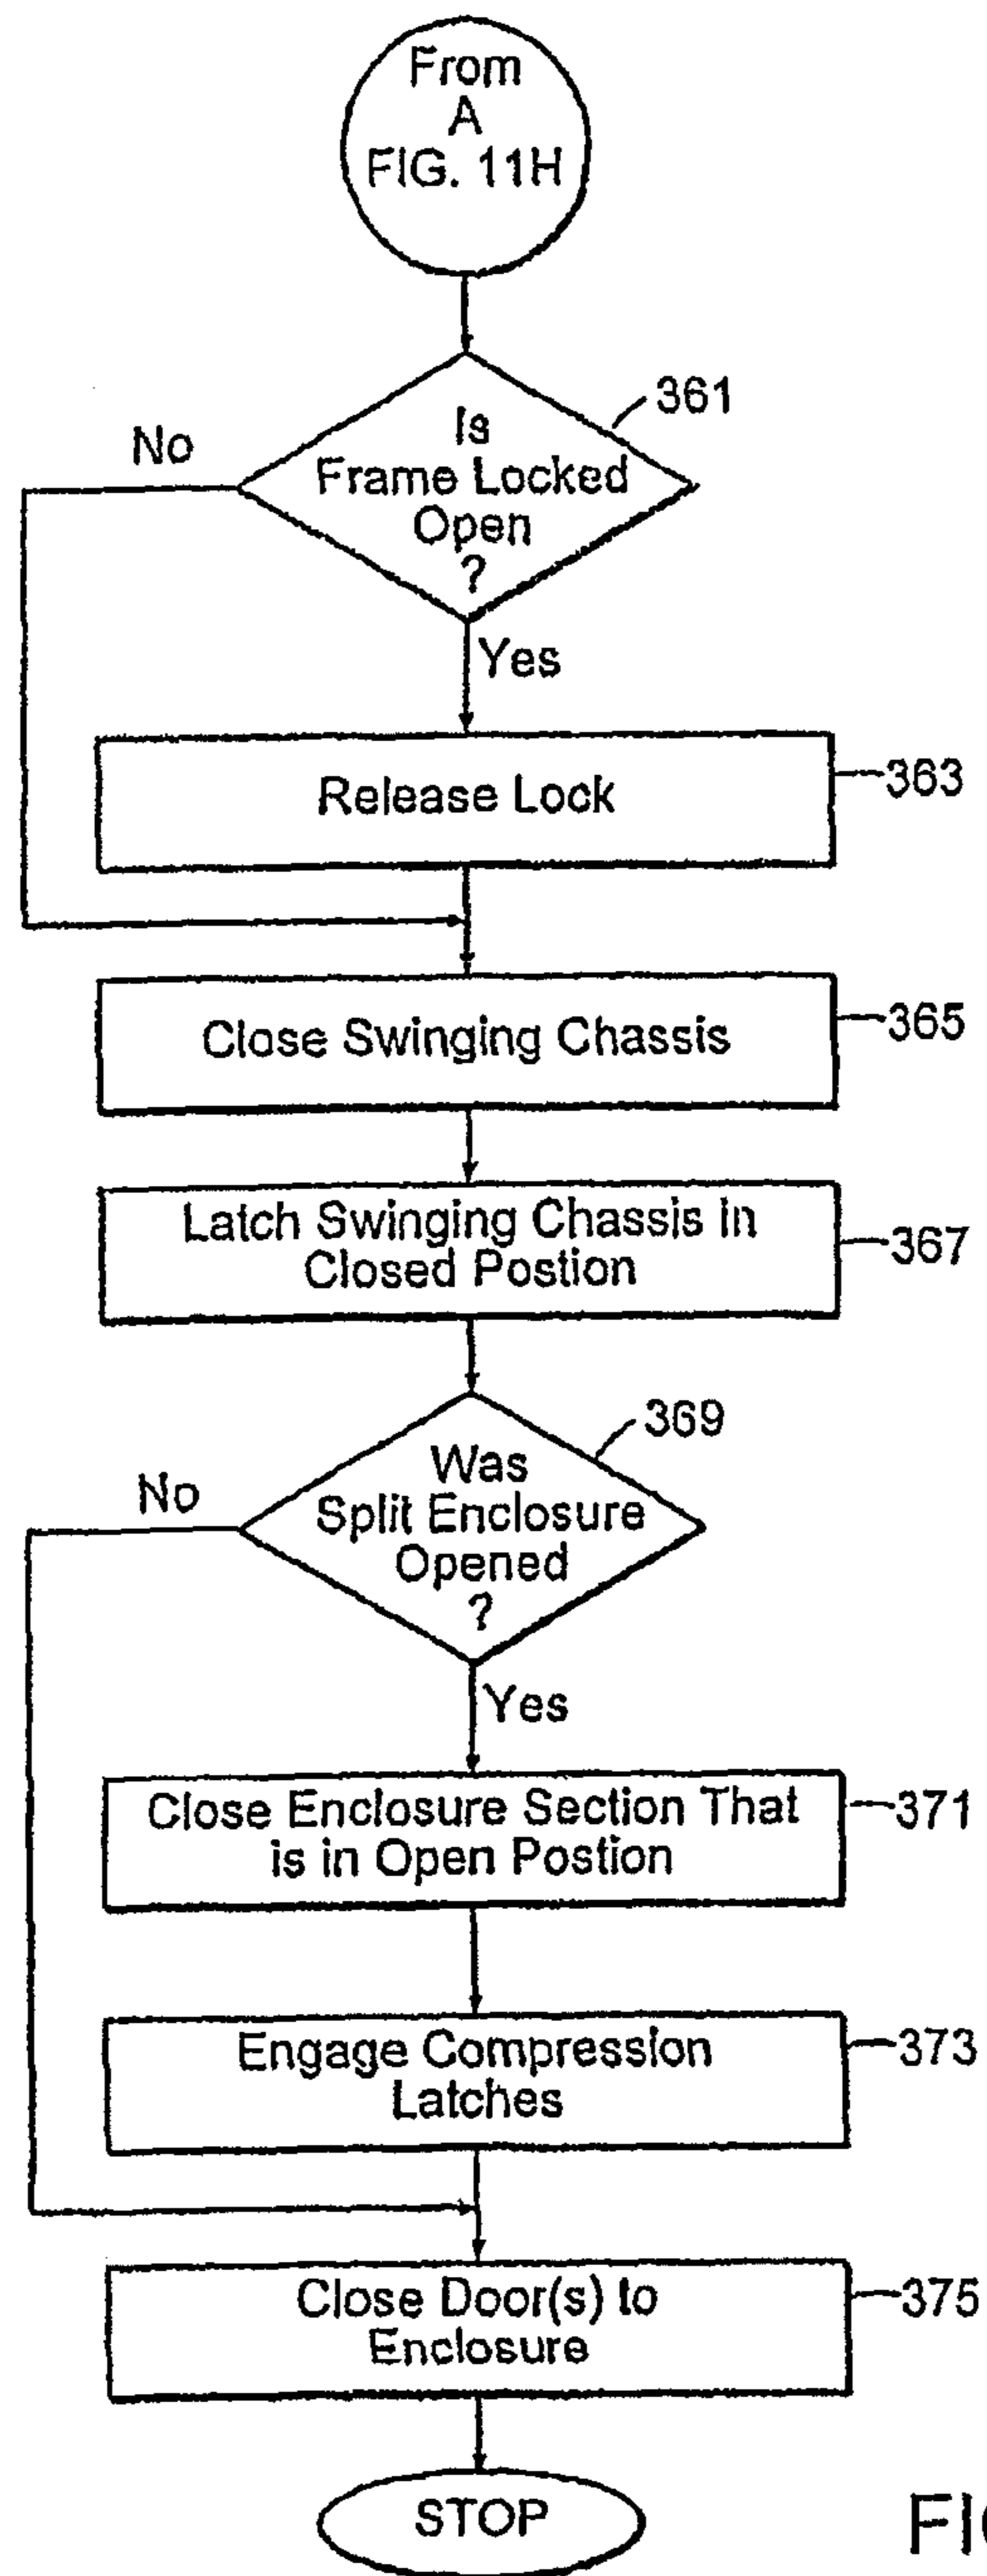 From
A
FIG. 11H
361
Is
Frame Locked
Open
?
No
Yes
Release Lock
363
Close Swinging Chassis
365
Latch Swinging Chassis in
Closed Postion
367
369
Was
Split Enclosure
Opened
?
No
Yes
Close Enclosure Section That
is in Open Postion
371
Engage Compression
Latches
373
Close Door(s) to
Enclosure
375
STOP